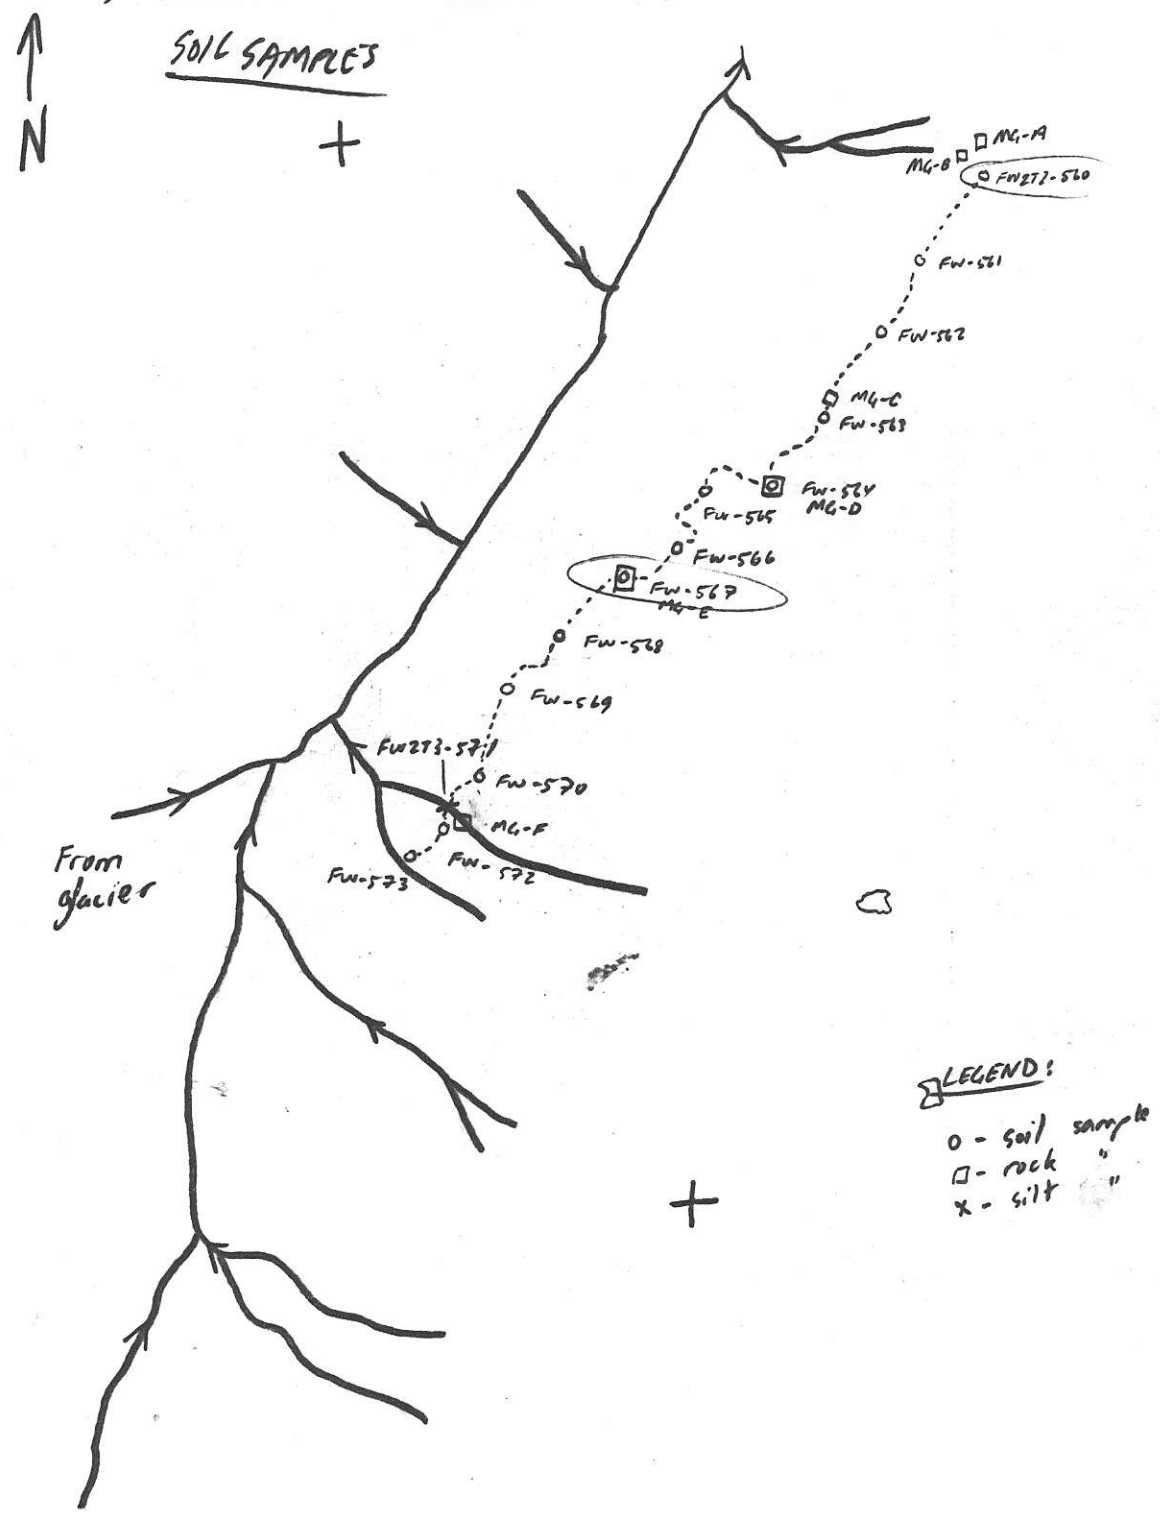 SOIL SAMPLES
N
MG-A
MG-B
FW2T2-560
FW-561
FW-562
MG-C
FW-563
FW-564
MG-D
FW-565
FW-566
FW-567
MG-E
FW-568
FW-569
FW2T3-571
FW-570
MG-F
FW-572
FW-573
From
glacier
LEGEND:
o - soil sample
□ - rock "
x - silt "